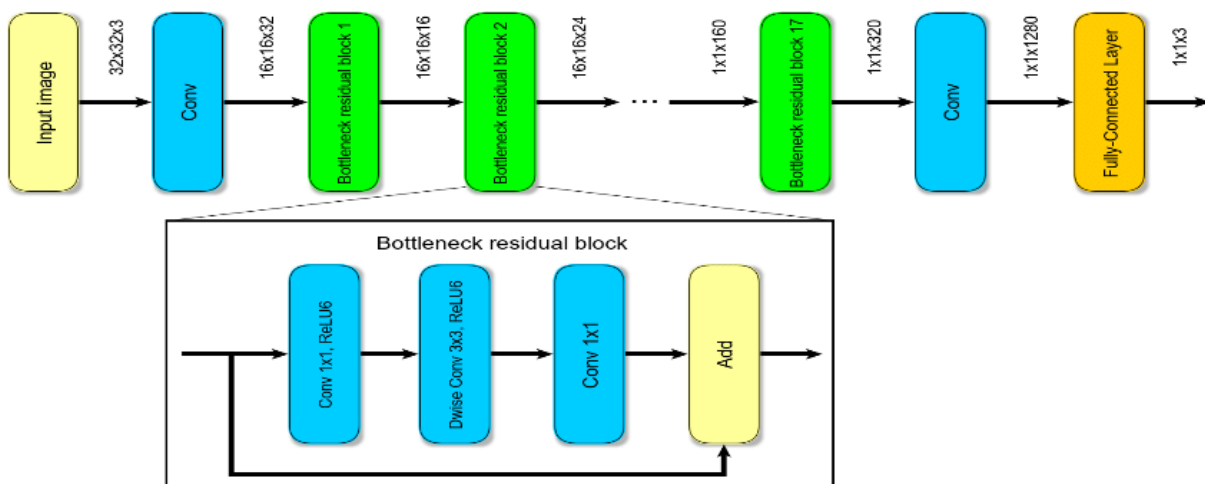 Input image
32x32x3
Conv
16x16x32
Bottleneck residual block 1
16x16x16
Bottleneck residual block 2
16x16x24
...
1x1x160
Bottleneck residual block 17
1x1x320
Conv
1x1x1280
Fully-Connected Layer
1x1x3
Bottleneck residual block
Conv 1x1, ReLU6
Dwise Conv 3x3, ReLU6
Conv 1x1
Add